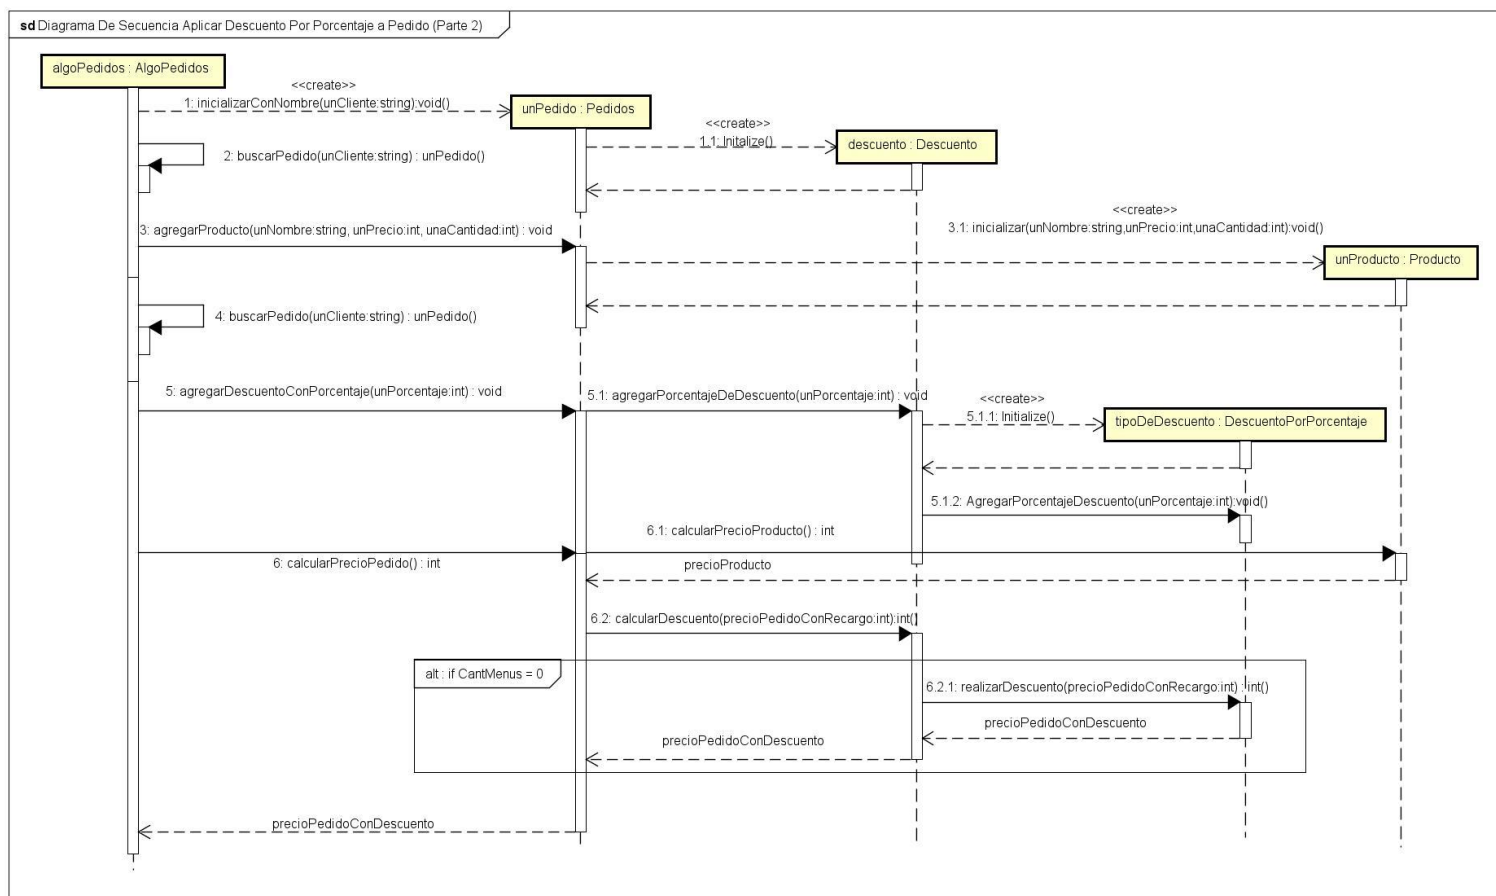 sd Diagrama De Secuencia Aplicar Descuento Por Porcentaje a Pedido (Parte 2)
algoPedidos : AlgoPedidos
<<create>>
1: inicializarConNombre(unCliente:string):void()
unPedido : Pedidos
<<create>>
1.1: Initalize()
descuento : Descuento
2: buscarPedido(unCliente:string) : unPedido()
3: agregarProducto(unNombre:string, unPrecio:int, unaCantidad:int) : void
<<create>>
3.1: inicializar(unNombre:string,unPrecio:int,unaCantidad:int):void()
unProducto : Producto
4: buscarPedido(unCliente:string) : unPedido()
5: agregarDescuentoConPorcentaje(unPorcentaje:int) : void
5.1: agregarPorcentajeDeDescuento(unPorcentaje:int) : void
<<create>>
5.1.1: Initialize()
tipoDeDescuento : DescuentoPorPorcentaje
5.1.2: AgregarPorcentajeDescuento(unPorcentaje:int):void()
6.1: calcularPrecioProducto() : int
6: calcularPrecioPedido() : int
precioProducto
6.2: calcularDescuento(precioPedidoConRecargo:int):int()
alt : if CantMenus = 0
6.2.1: realizarDescuento(precioPedidoConRecargo:int) : int()
precioPedidoConDescuento
precioPedidoConDescuento
precioPedidoConDescuento